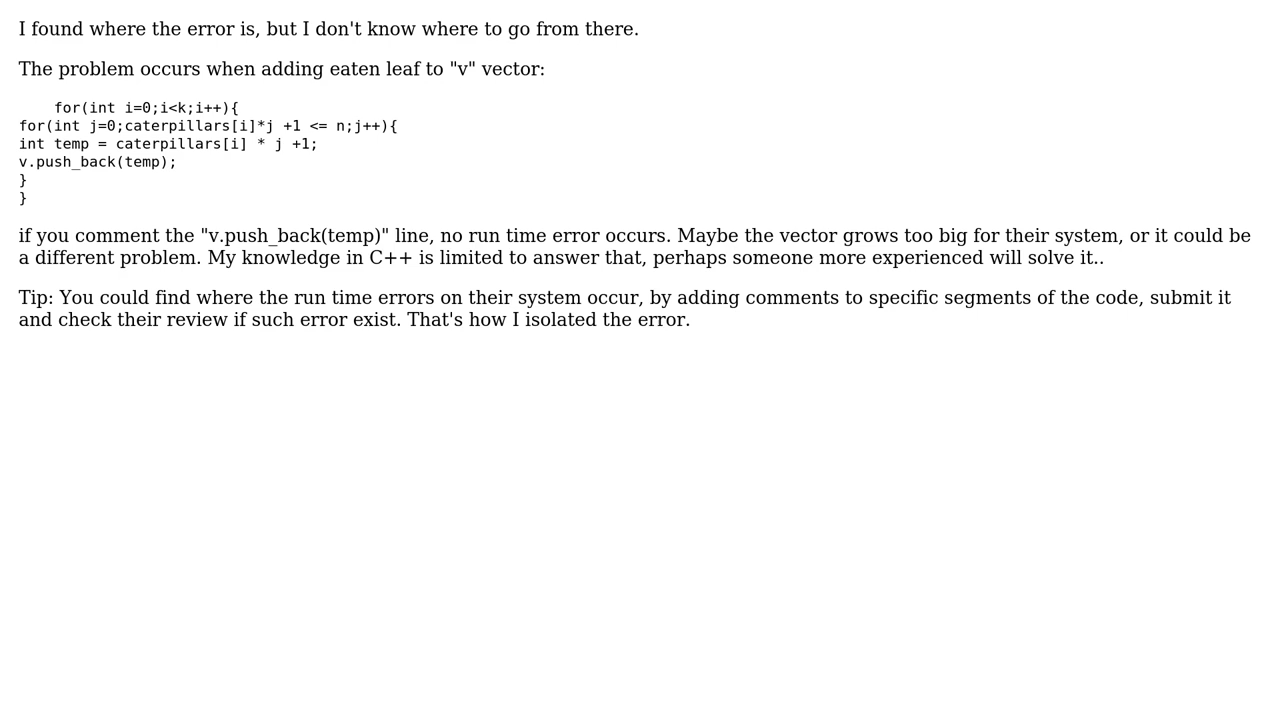 I found where the error is, but I don't know where to go from there.
The problem occurs when adding eaten leaf to "v" vector:
for(int i=0;i<k;i++){
for(int j=0;caterpillars[i]*j +1 <= n;j++){
int temp = caterpillars[i] * j +1;
v.push_back(temp);
}
}
if you comment the "v.push_back(temp)" line, no run time error occurs. Maybe the vector grows too big for their system, or it could be
a different problem. My knowledge in C++ is limited to answer that, perhaps someone more experienced will solve it..
Tip: You could find where the run time errors on their system occur, by adding comments to specific segments of the code, submit it
and check their review if such error exist. That's how I isolated the error.